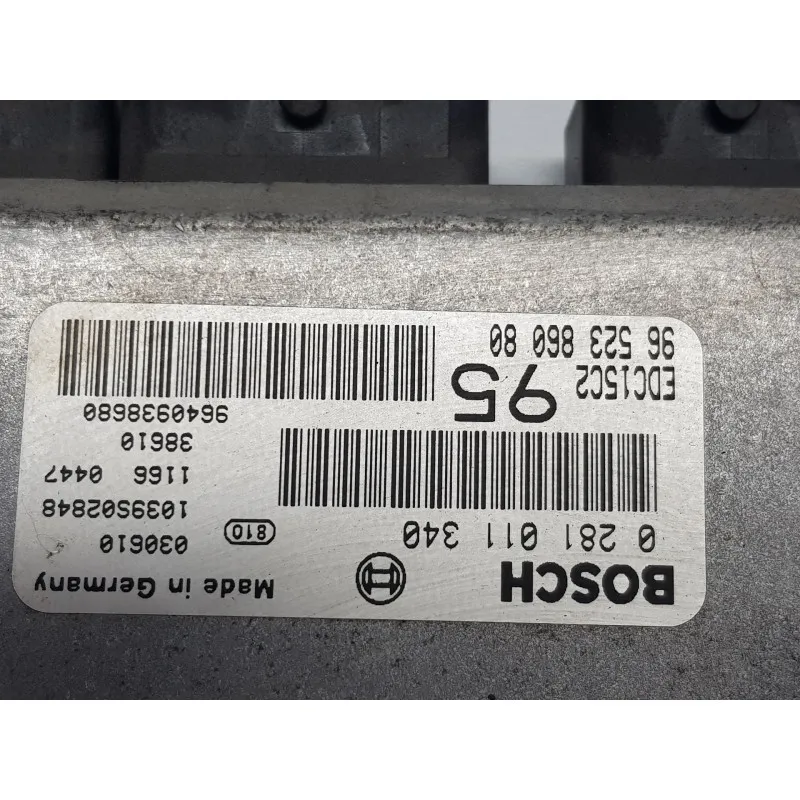 BOSCH Made in Germany
0 281 011 340 810 030610
1039S02848
1166 0447
38610
9640938680
EDC15C2 95
96 523 860 80